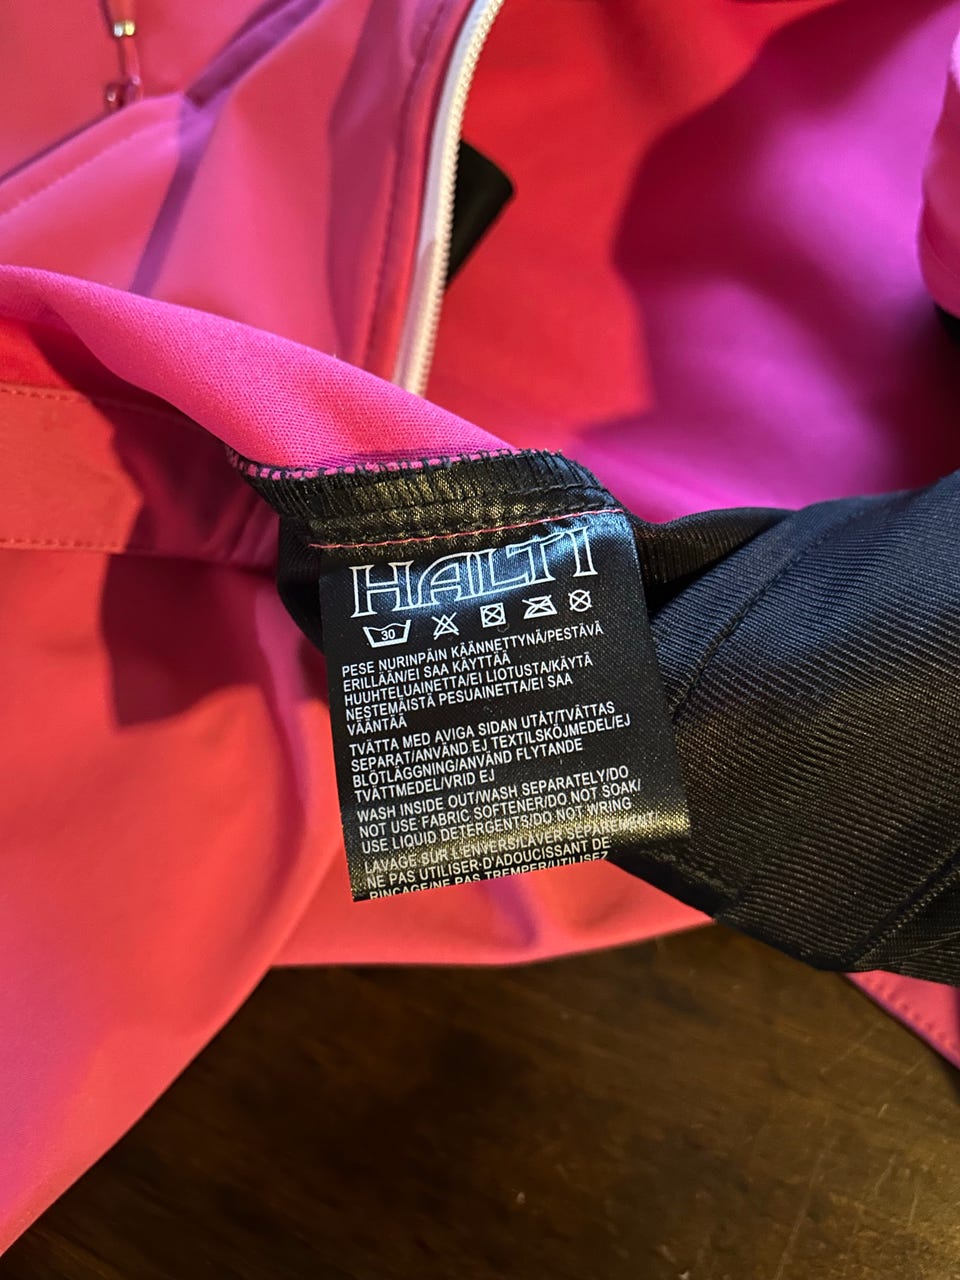 HALTI
30
PESE NURINPÄIN KÄÄNNETTYNÄ/PESTÄVÄ
ERILLÄÄN/EI SAA KÄYTTÄÄ
HUUHTELUAINETTA/EI LIOTUSTA/KÄYTÄ
NESTEMÄISTÄ PESUAINETTA/EI SAA
VÄÄNTÄÄ
TVÄTTA MED AVIGA SIDAN UTÅT/TVÄTTAS
SEPARAT/ANVÄND EJ TEXTILSKÖJMEDEL/EJ
BLÖTLÄGGNING/ANVÄND FLYTANDE
TVÄTTMEDEL/VRID EJ
WASH INSIDE OUT/WASH SEPARATELY/DO
NOT USE FABRIC SOFTENER/DO NOT SOAK/
USE LIQUID DETERGENTS/DO NOT WRING
LAVAGE SUR L'ENVERS/LAVER SÉPAREMENT/
NE PAS UTILISER D'ADOUCISSANT DE
RINÇAGE/NE PAS TREMPER/UTILISEZ